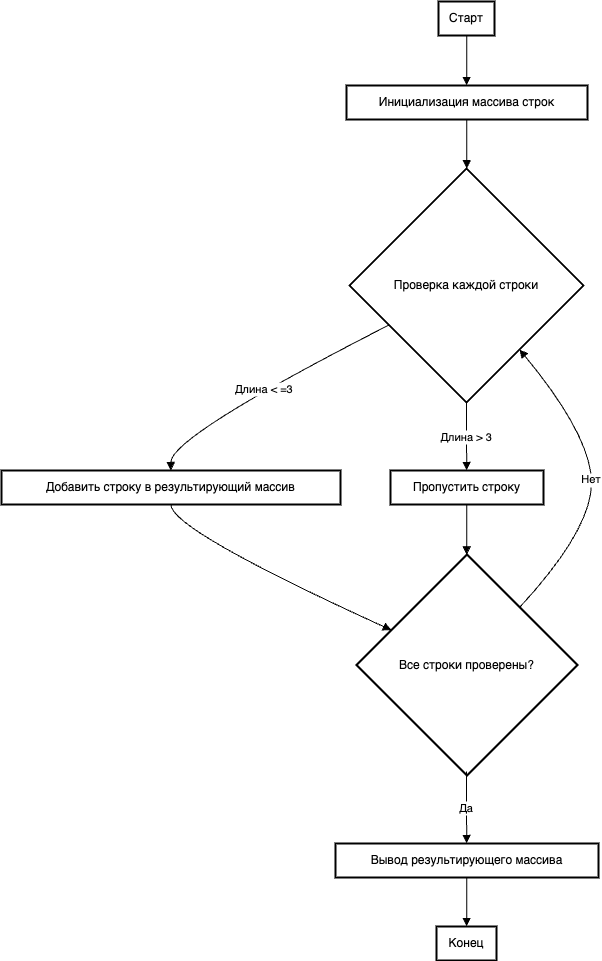 Старт
Инициализация массива строк
Проверка каждой строки
Длина < =3
Длина > 3
Добавить строку в результирующий массив
Пропустить строку
Нет
Все строки проверены?
Да
Вывод результирующего массива
Конец